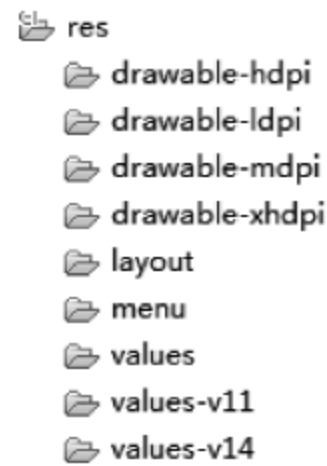 res
drawable-hdpi
drawable-ldpi
drawable-mdpi
drawable-xhdpi
layout
menu
values
values-v11
values-v14